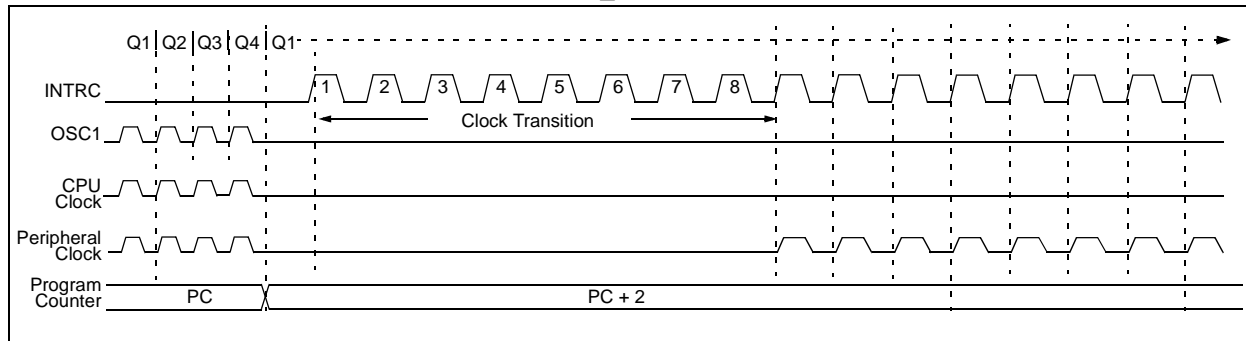 Q1 Q2 Q3 Q4 Q1
INTRC
1 2 3 4 5 6 7 8
Clock Transition
OSC1
CPU
Clock
Peripheral
Clock
Program
Counter
PC
PC + 2